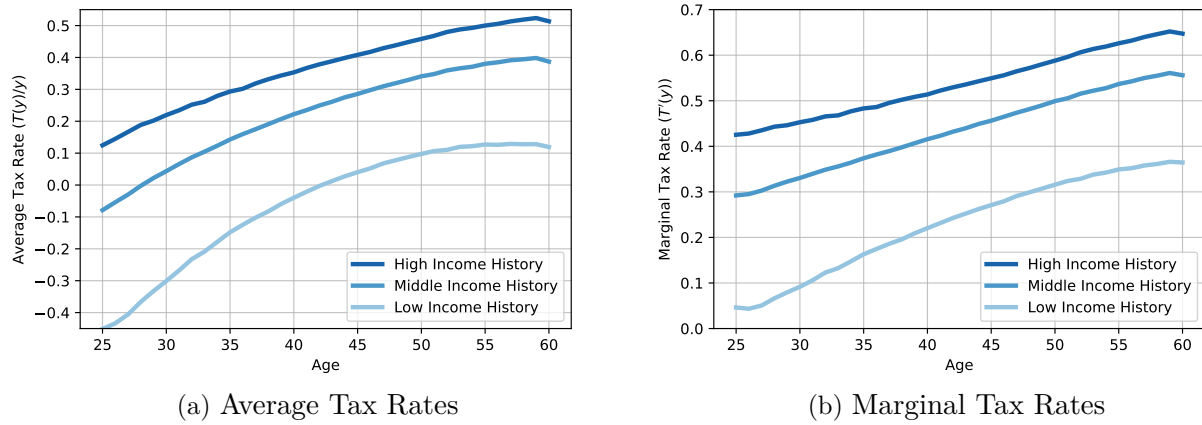 0.5
0.4
0.3
0.2
0.1
0.0
−0.1
−0.2
−0.3
−0.4
Average Tax Rate (T(y)/y)
High Income History
Middle Income History
Low Income History
25 30 35 40 45 50 55 60
Age
(a) Average Tax Rates
0.7
0.6
0.5
0.4
0.3
0.2
0.1
0.0
Marginal Tax Rate (T′(y))
High Income History
Middle Income History
Low Income History
25 30 35 40 45 50 55 60
Age
(b) Marginal Tax Rates